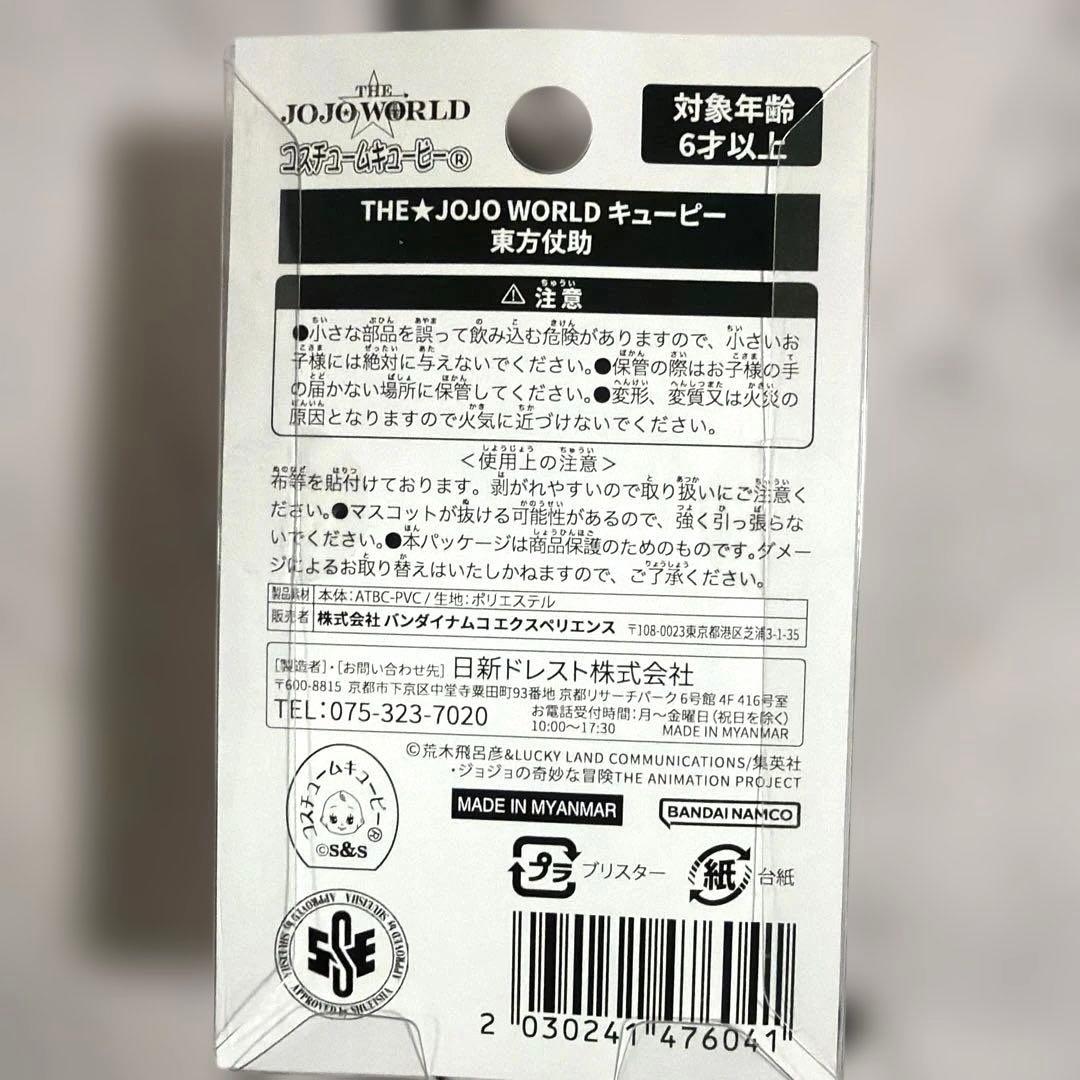 THE
JOJO WORLD
コスチュームキューピー®
対象年齢
6才以上
THE★JOJO WORLD キューピー
東方仗助
⚠ 注意
●小さな部品を誤って飲み込む危険がありますので、小さいお
子様には絶対に与えないでください。●保管の際はお子様の手
の届かない場所に保管してください。●変形、変質又は火災の
原因となりますので火気に近づけないでください。
＜使用上の注意＞
布等を貼付けております。剥がれやすいので取り扱いにご注意く
ださい。●マスコットが抜ける可能性があるので、強く引っ張らな
いでください。●本パッケージは商品保護のためのものです。ダメー
ジによるお取り替えはいたしかねますので、ご了承ください。
製品素材 本体：ATBC-PVC / 生地：ポリエステル
販売者 株式会社 バンダイナムコエクスペリエンス 〒108-0023東京都港区芝浦3-1-35
［製造者］・［お問い合わせ先］ 日新ドレスト株式会社
〒600-8815 京都市下京区中堂寺粟田町93番地 京都リサーチパーク6号館 4F 416号室
TEL：075-323-7020 お電話受付時間：月～金曜日（祝日を除く）
10:00～17:30 MADE IN MYANMAR
©荒木飛呂彦&LUCKY LAND COMMUNICATIONS/集英社
・ジョジョの奇妙な冒険THE ANIMATION PROJECT
コスチュームキューピー®
©S&S
MADE IN MYANMAR
BANDAI NAMCO
プラ ブリスター
紙 台紙
APPROVED by SHUEISHA
SSE
2 030241 476041